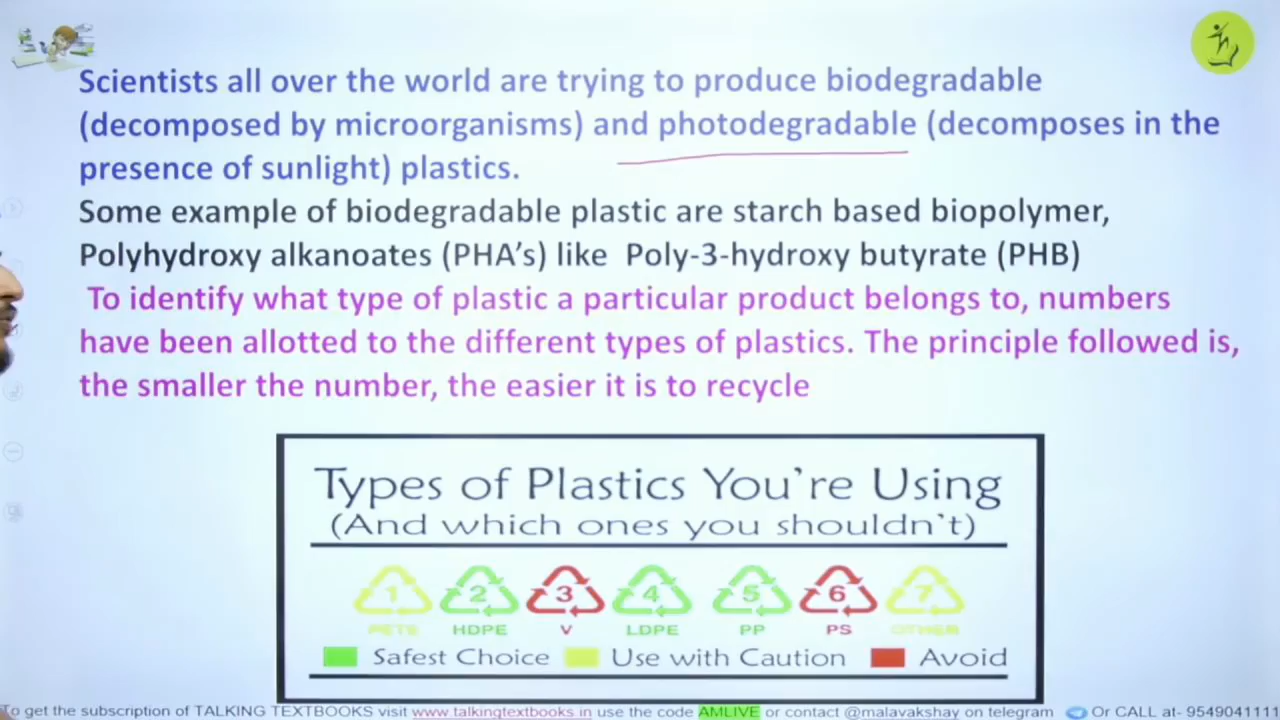 Scientists all over the world are trying to produce biodegradable
(decomposed by microorganisms) and photodegradable (decomposes in the
presence of sunlight) plastics.
Some example of biodegradable plastic are starch based biopolymer,
Polyhydroxy alkanoates (PHA’s) like Poly-3-hydroxy butyrate (PHB)
To identify what type of plastic a particular product belongs to, numbers
have been allotted to the different types of plastics. The principle followed is,
the smaller the number, the easier it is to recycle
Types of Plastics You're Using
(And which ones you shouldn't)
1 2 3 4 5 6 7
PETE HDPE V LDPE PP PS OTHER
Safest Choice Use with Caution Avoid
To get the subscription of TALKING TEXTBOOKS visit www.talkingtextbooks.in use the code AMLIVE or contact @malavakshay on telegram Or CALL at- 9549041111